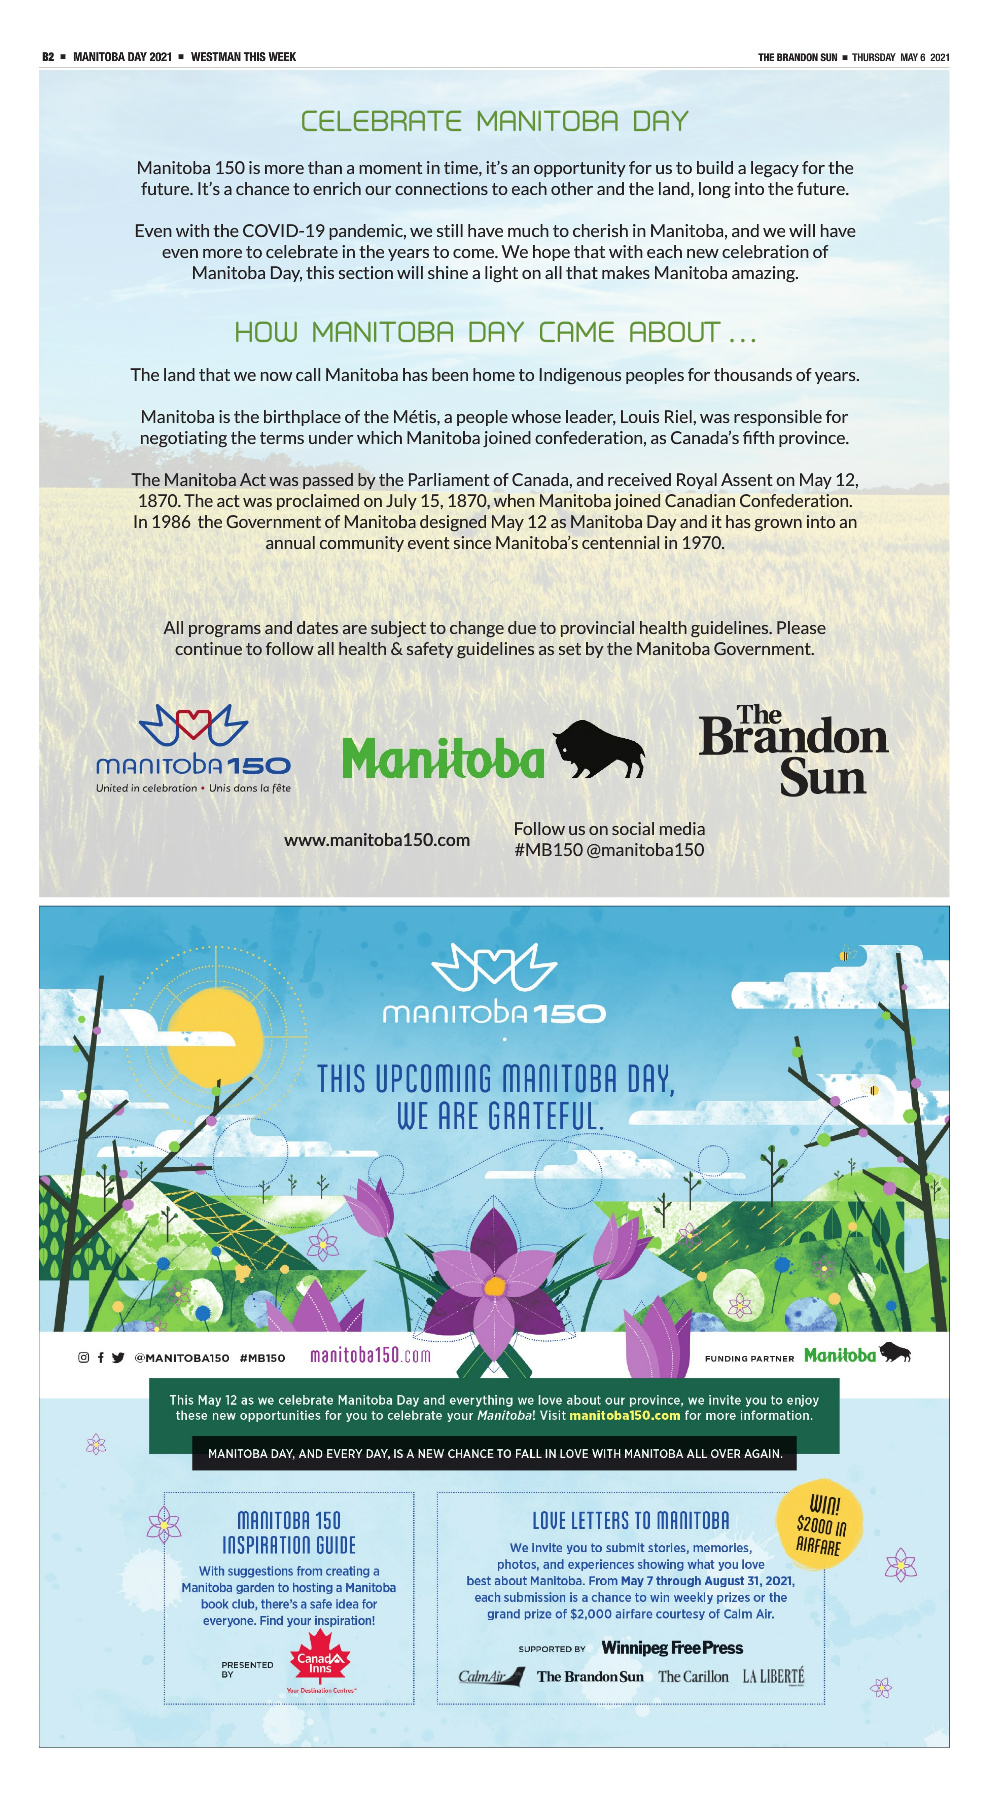 B2 ■ MANITOBA DAY 2021 ■ WESTMAN THIS WEEK
THE BRANDON SUN ■ THURSDAY MAY 6 2021
CELEBRATE MANITOBA DAY
Manitoba 150 is more than a moment in time, it's an opportunity for us to build a legacy for the
future. It's a chance to enrich our connections to each other and the land, long into the future.
Even with the COVID-19 pandemic, we still have much to cherish in Manitoba, and we will have
even more to celebrate in the years to come. We hope that with each new celebration of
Manitoba Day, this section will shine a light on all that makes Manitoba amazing.
HOW MANITOBA DAY CAME ABOUT ...
The land that we now call Manitoba has been home to Indigenous peoples for thousands of years.
Manitoba is the birthplace of the Métis, a people whose leader, Louis Riel, was responsible for
negotiating the terms under which Manitoba joined confederation, as Canada's fifth province.
The Manitoba Act was passed by the Parliament of Canada, and received Royal Assent on May 12,
1870. The act was proclaimed on July 15, 1870, when Manitoba joined Canadian Confederation.
In 1986 the Government of Manitoba designed May 12 as Manitoba Day and it has grown into an
annual community event since Manitoba's centennial in 1970.
All programs and dates are subject to change due to provincial health guidelines. Please
continue to follow all health & safety guidelines as set by the Manitoba Government.
manitoba 150
United in celebration • Unis dans la fête
Manitoba
The
Brandon
Sun
www.manitoba150.com
Follow us on social media
#MB150 @manitoba150
manitoba 150
THIS UPCOMING MANITOBA DAY,
WE ARE GRATEFUL.
@MANITOBA150 #MB150
manitoba150.com
FUNDING PARTNER Manitoba
This May 12 as we celebrate Manitoba Day and everything we love about our province, we invite you to enjoy
these new opportunities for you to celebrate your Manitoba! Visit manitoba150.com for more information.
MANITOBA DAY, AND EVERY DAY, IS A NEW CHANCE TO FALL IN LOVE WITH MANITOBA ALL OVER AGAIN.
MANITOBA 150
INSPIRATION GUIDE
With suggestions from creating a
Manitoba garden to hosting a Manitoba
book club, there's a safe idea for
everyone. Find your inspiration!
PRESENTED
BY
Canad
Inns
Your Destination Centres
LOVE LETTERS TO MANITOBA
We invite you to submit stories, memories,
photos, and experiences showing what you love
best about Manitoba. From May 7 through August 31, 2021,
each submission is a chance to win weekly prizes or the
grand prize of $2,000 airfare courtesy of Calm Air.
WIN!
$2000 IN
AIRFARE
SUPPORTED BY Winnipeg Free Press
Calm Air The Brandon Sun The Carillon LA LIBERTÉ